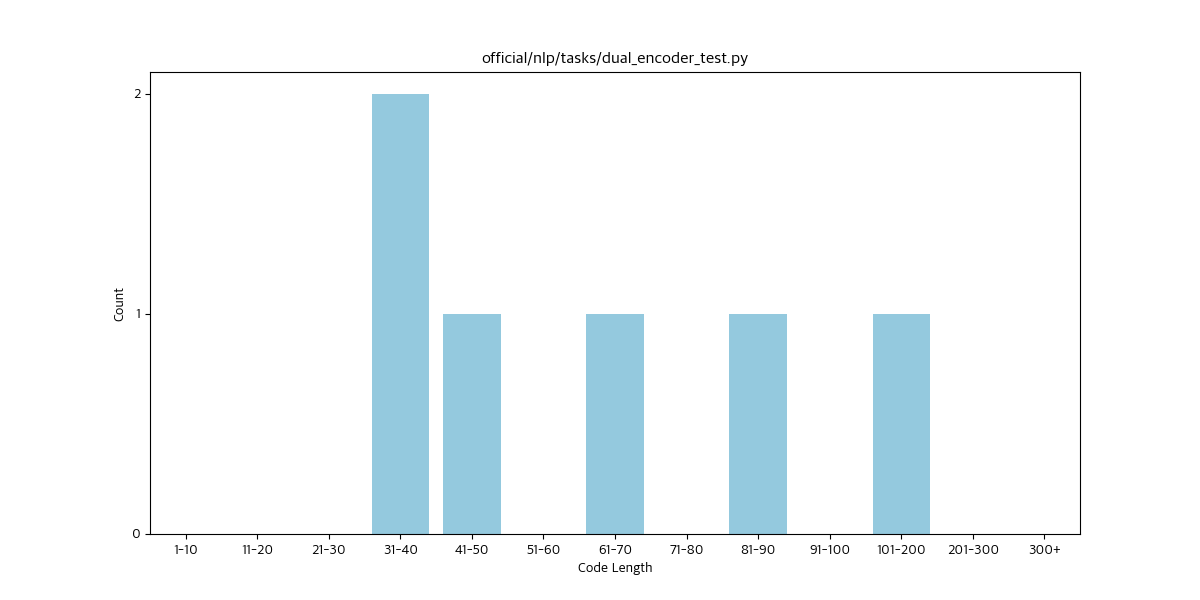 official/nlp/tasks/dual_encoder_test.py
Count
2
1
0
1-10 11-20 21-30 31-40 41-50 51-60 61-70 71-80 81-90 91-100 101-200 201-300 300+
Code Length